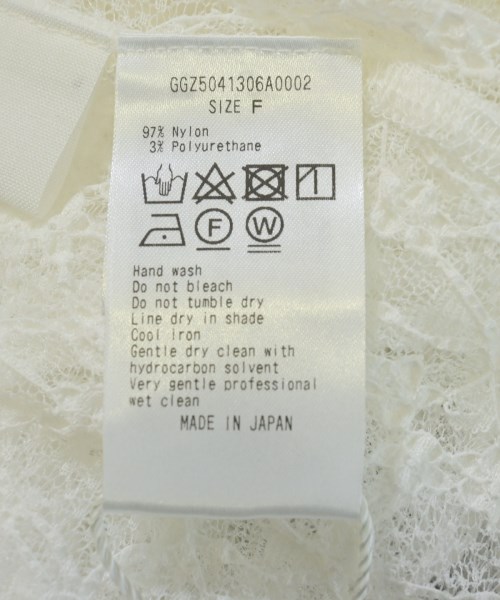 GGZ5041306A0002
SIZE F
97% Nylon
3% Polyurethane
F W
Hand wash
Do not bleach
Do not tumble dry
Line dry in shade
Cool iron
Gentle dry clean with
hydrocarbon solvent
Very gentle professional
wet clean
MADE IN JAPAN